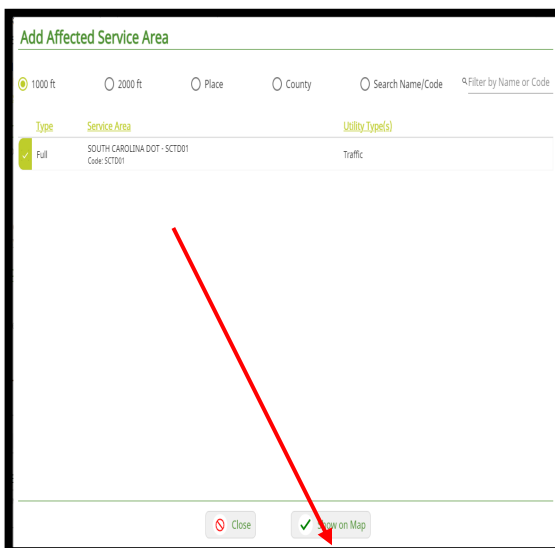 Add Affected Service Area
1000 ft 2000 ft Place County Search Name/Code Filter by Name or Code
Type Service Area Utility Type(s)
Full SOUTH CAROLINA DOT - SCTD01 Traffic
Code: SCTD01
Close Show on Map